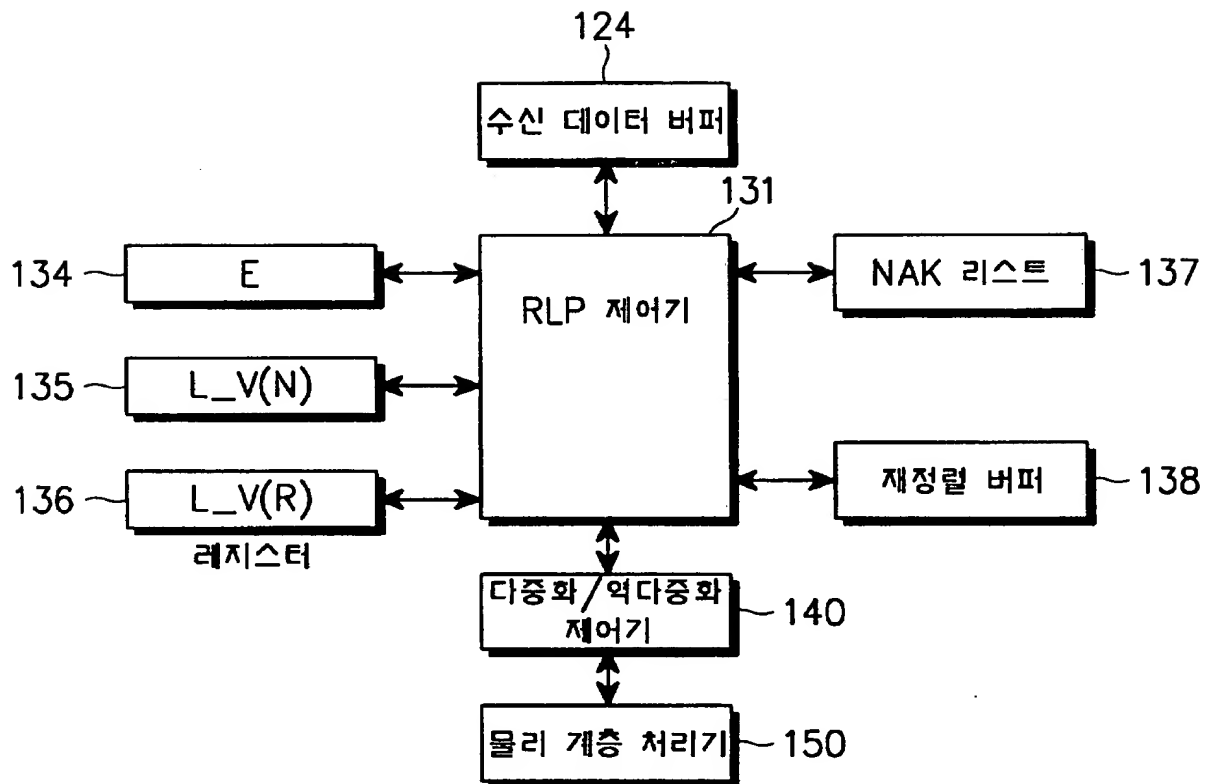 124
수신 데이터 버퍼
131
134
E
RLP 제어기
NAK 리스트
137
135
L_V(N)
136
L_V(R)
레지스터
재정렬 버퍼
138
다중화/역다중화
제어기
140
물리 계층 처리기
150